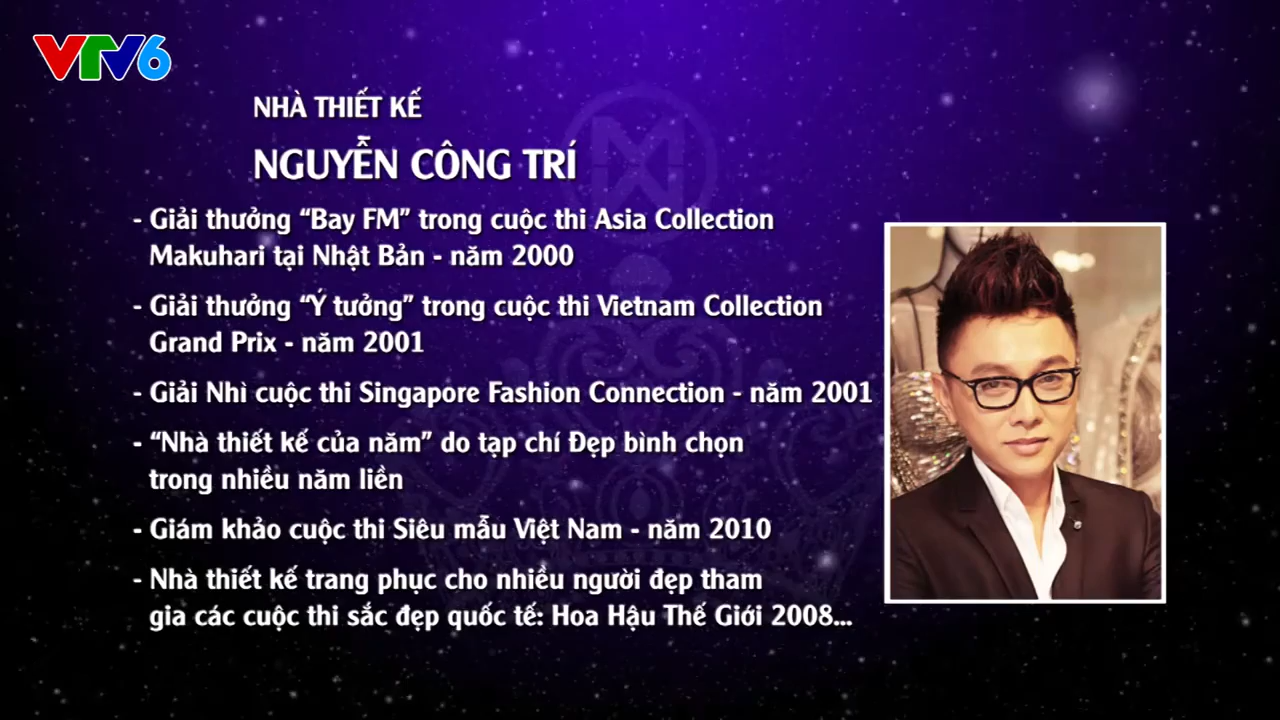 VTV6
NHÀ THIẾT KẾ
NGUYỄN CÔNG TRÍ
- Giải thưởng “Bay FM” trong cuộc thi Asia Collection
Makuhari tại Nhật Bản - năm 2000
- Giải thưởng “Ý tưởng” trong cuộc thi Vietnam Collection
Grand Prix - năm 2001
- Giải Nhì cuộc thi Singapore Fashion Connection - năm 2001
- “Nhà thiết kế của năm” do tạp chí Đẹp bình chọn
trong nhiều năm liền
- Giám khảo cuộc thi Siêu mẫu Việt Nam - năm 2010
- Nhà thiết kế trang phục cho nhiều người đẹp tham
gia các cuộc thi sắc đẹp quốc tế: Hoa Hậu Thế Giới 2008...